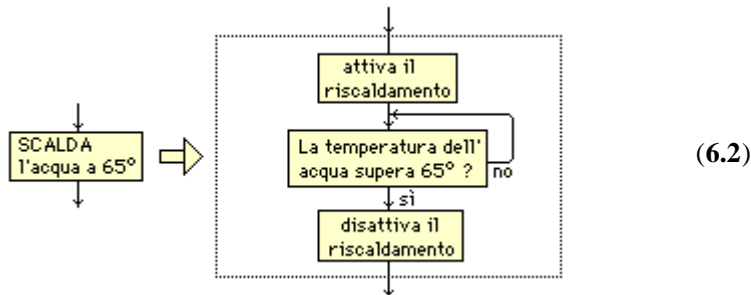 SCALDA
l'acqua a 65°
attiva il
riscaldamento
La temperatura dell'
acqua supera 65° ?
no
sì
disattiva il
riscaldamento
(6.2)